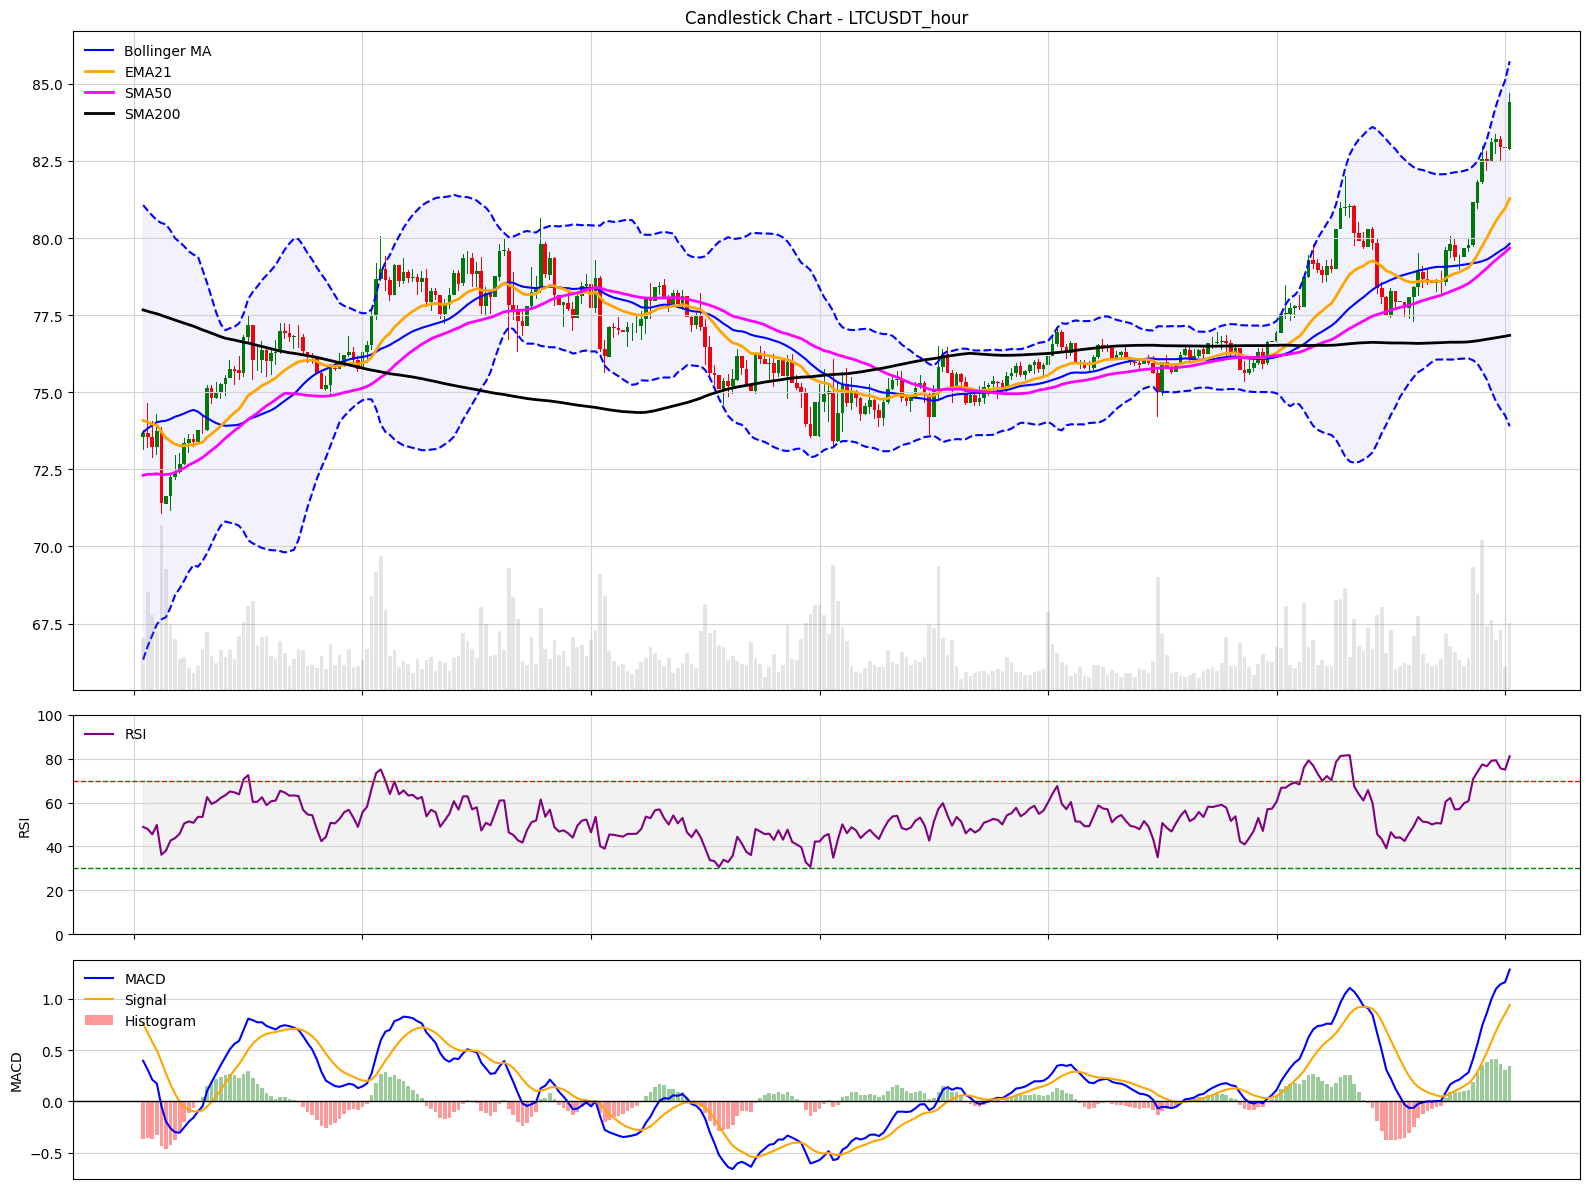 Candlestick Chart - LTCUSDT_hour
Bollinger MA
EMA21
SMA50
SMA200
85.0
82.5
80.0
77.5
75.0
72.5
70.0
67.5
RSI
100
80
60
40
20
0
RSI
MACD
Signal
Histogram
1.0
0.5
0.0
−0.5
MACD